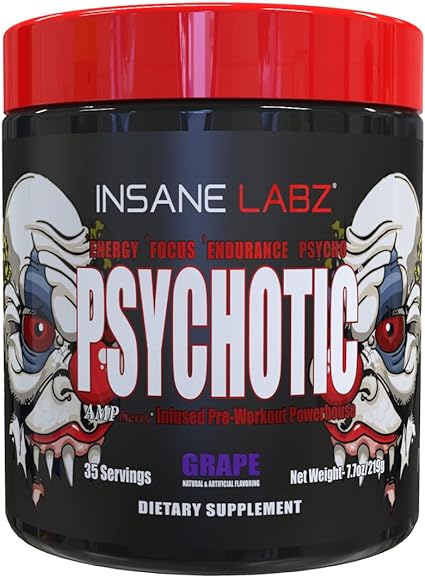 INSANE LABZ®
ENERGY FOCUS ENDURANCE PSYCHO
PSYCHOTIC
AMPiberry® Infused Pre-Workout Powerhouse
35 Servings
GRAPE
NATURAL & ARTIFICIAL FLAVORING
Net Weight- 7.7oz/219g
DIETARY SUPPLEMENT